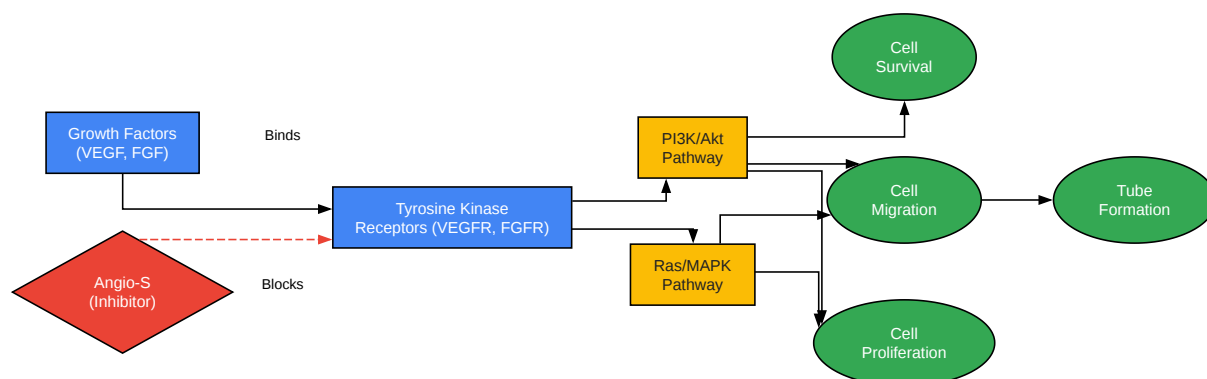 Cell
Survival
Growth Factors
(VEGF, FGF)
Binds
PI3K/Akt
Pathway
Tyrosine Kinase
Receptors (VEGFR, FGFR)
Cell
Migration
Tube
Formation
Angio-S
(Inhibitor)
Blocks
Ras/MAPK
Pathway
Cell
Proliferation